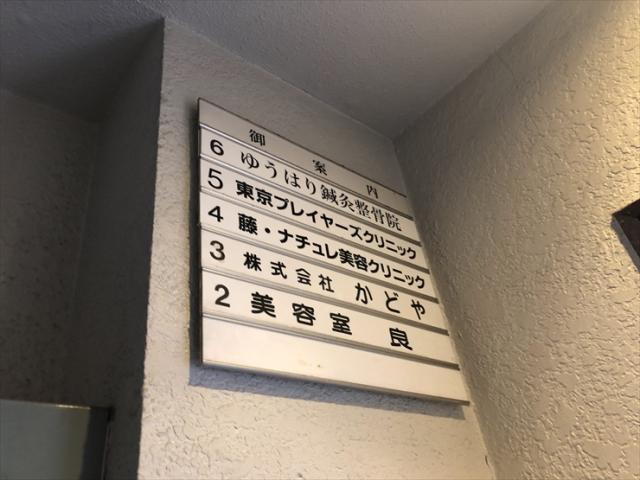 御案内
6 ゆうはり鍼灸整骨院
5 東京プレイヤーズクリニック
4 藤・ナチュレ美容クリニック
3 株式会社 かどや
2 美容室 良